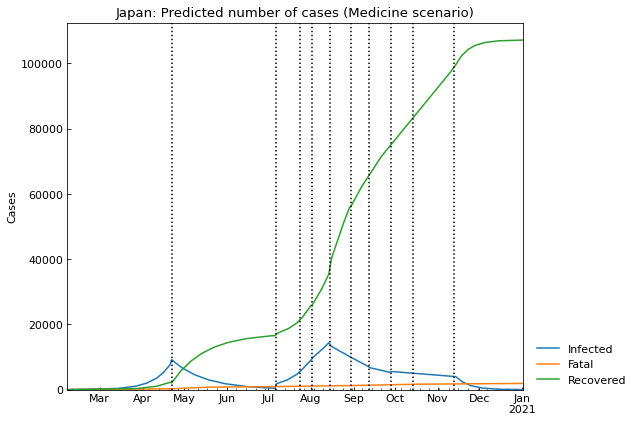 Japan: Predicted number of cases (Medicine scenario)
100000
80000
60000
40000
20000
0
Cases
Mar Apr May Jun Jul Aug Sep Oct Nov Dec Jan
2021
Infected
Fatal
Recovered